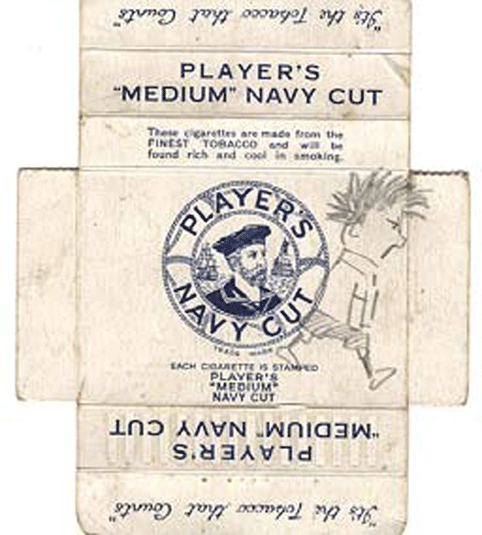 "It's the Tobacco that Counts"
PLAYER'S
"MEDIUM" NAVY CUT
These cigarettes are made from the
FINEST TOBACCO and will be
found rich and cool in smoking.
PLAYER'S
NAVY CUT
TRADE MARK
EACH CIGARETTE IS STAMPED
PLAYER'S
"MEDIUM"
NAVY CUT
PLAYER'S
"MEDIUM" NAVY CUT
"It's the Tobacco that Counts"